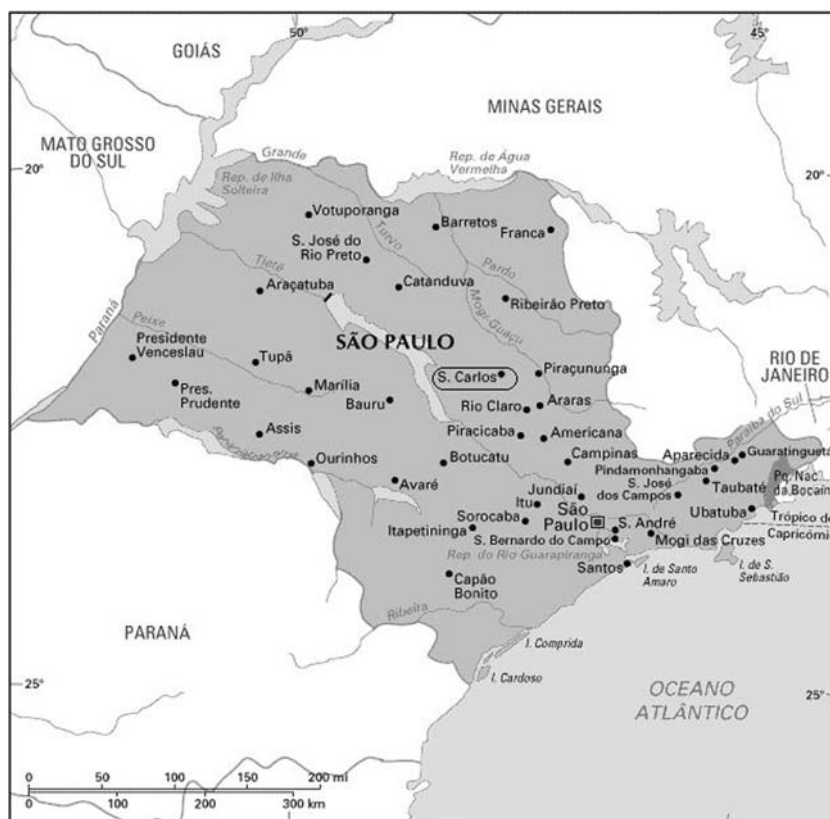 50°
45°
GOIÁS
MINAS GERAIS
MATO GROSSO
DO SUL
20°
20°
Grande
Rep. de Água
Vermelha
Rep. de Ilha
Solteira
Votuporanga
Barretos
Franca
Turvo
S. José do
Rio Preto
Tietê
Pardo
Araçatuba
Catanduva
Ribeirão Preto
Mogi-Guaçu
Paraná
Peixe
SÃO PAULO
Presidente
Venceslau
Tupã
S. Carlos
Piraçununga
RIO DE
JANEIRO
Pres.
Prudente
Marília
Bauru
Rio Claro
Araras
Paraíba do Sul
Assis
Piracicaba
Americana
Aparecida
Guaratinguetá
Ourinhos
Botucatu
Campinas
Pindamonhangaba
Pq. Nac.
da Bocaina
Avaré
Jundiaí
S. José
dos Campos
Taubaté
Itu
São
Paulo
Ubatuba
Trópico de
Capricórnio
Sorocaba
S. André
Itapetininga
S. Bernardo do Campo
Mogi das Cruzes
Rep. do Rio Guarapiranga
Santos
I. de Santo
Amaro
I. de S.
Sebastião
Capão
Bonito
Ribeira
PARANÁ
I. Comprida
I. Cardoso
25°
25°
OCEANO
ATLÂNTICO
0 50 100 150 200 mi
0 100 200 300 km